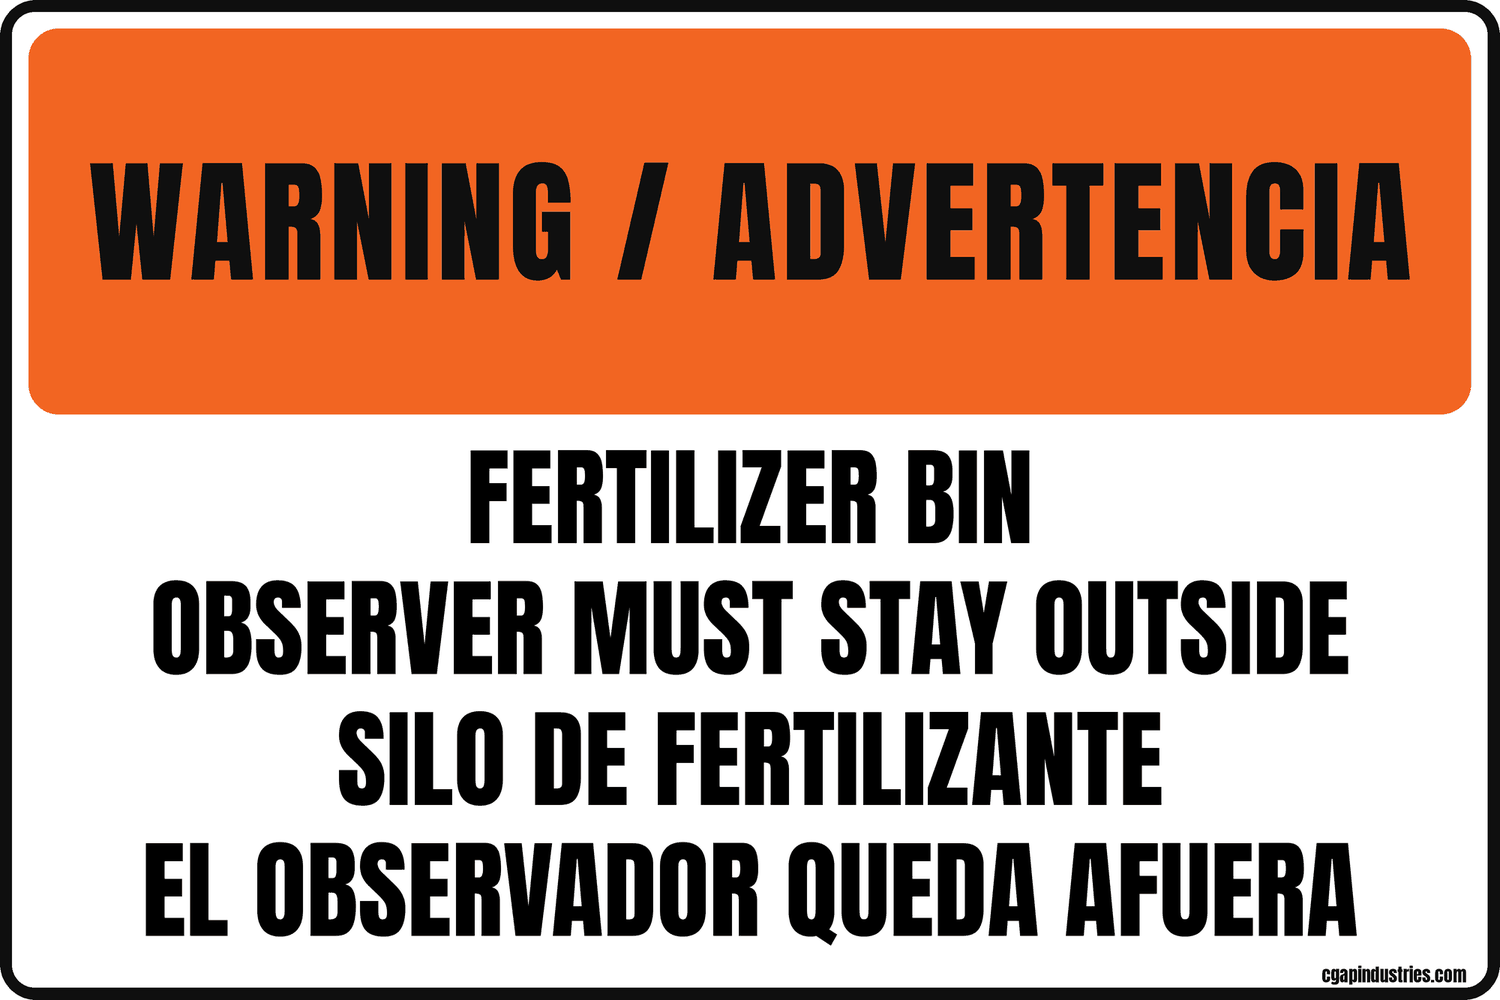 WARNING / ADVERTENCIA
FERTILIZER BIN
OBSERVER MUST STAY OUTSIDE
SILO DE FERTILIZANTE
EL OBSERVADOR QUEDA AFUERA
cgapindustries.com